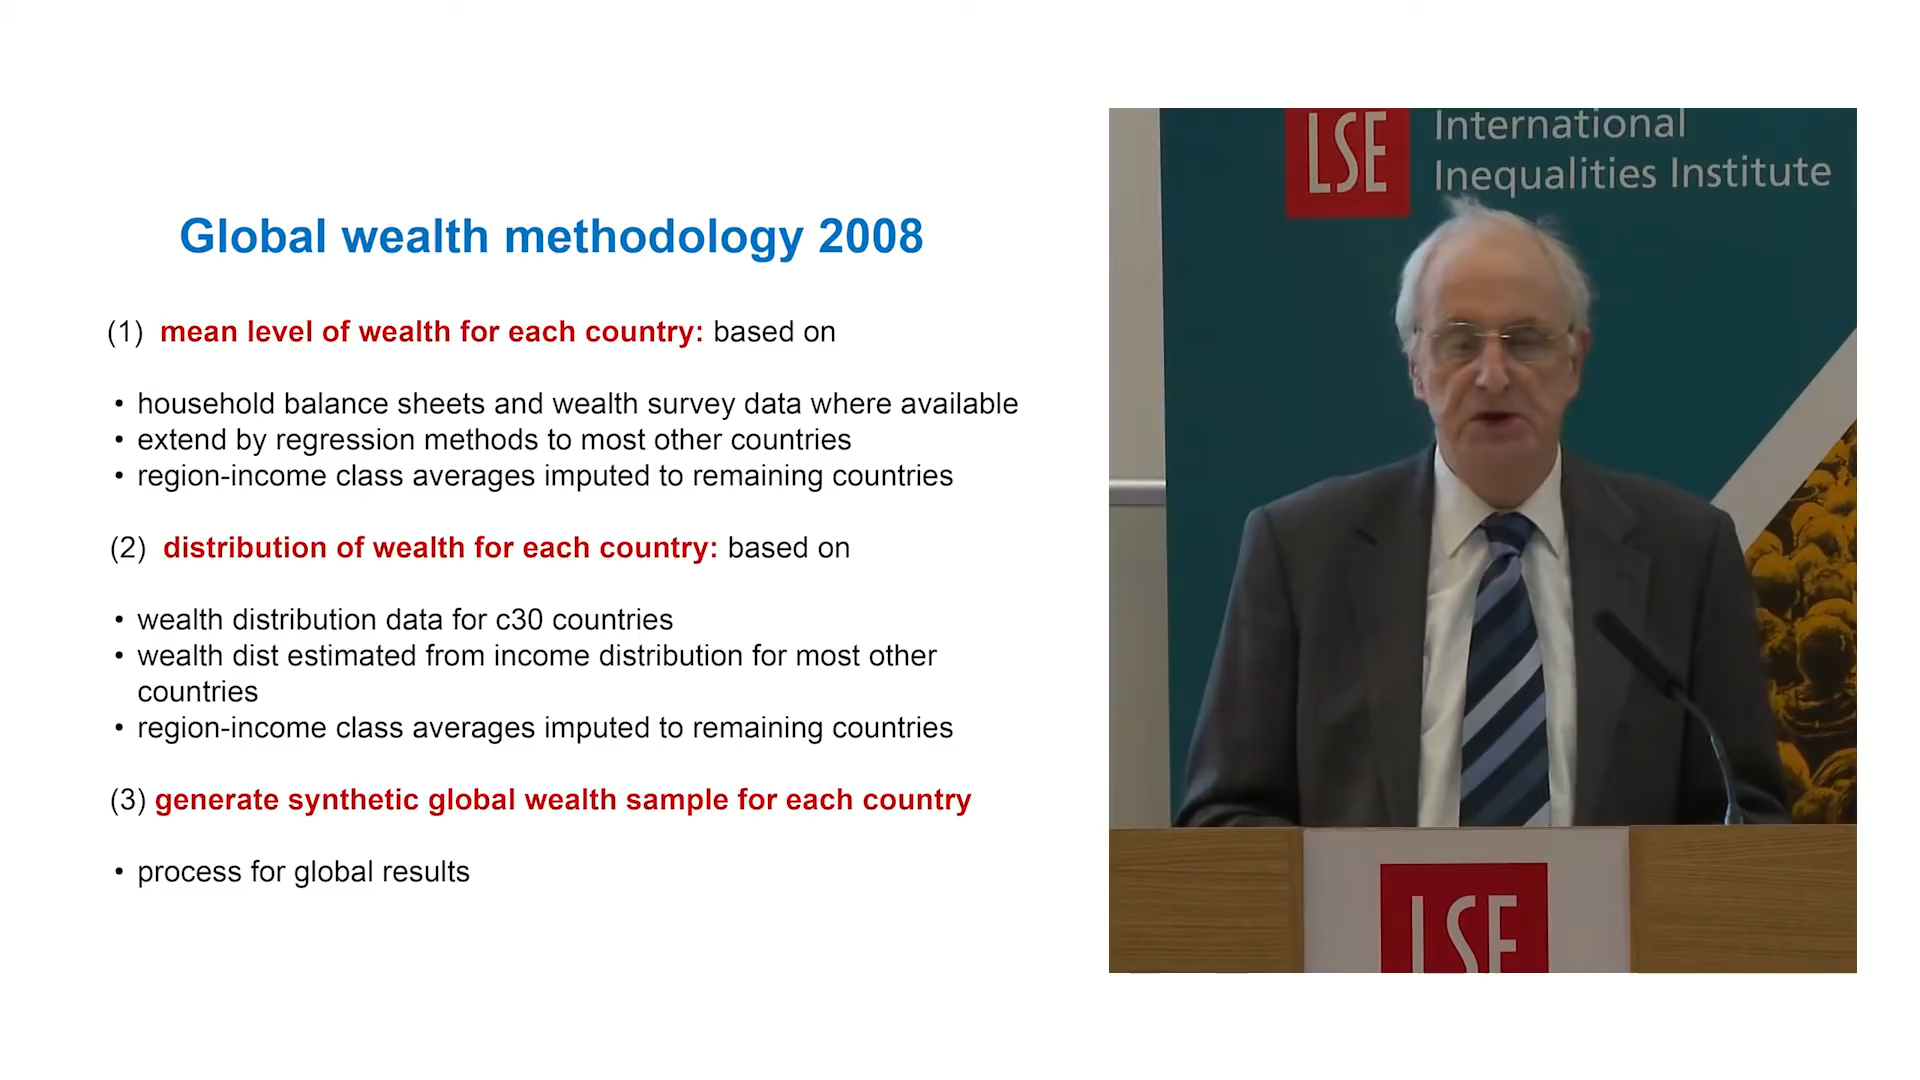 Global wealth methodology 2008
(1) mean level of wealth for each country: based on
• household balance sheets and wealth survey data where available
• extend by regression methods to most other countries
• region-income class averages imputed to remaining countries
(2) distribution of wealth for each country: based on
• wealth distribution data for c30 countries
• wealth dist estimated from income distribution for most other
countries
• region-income class averages imputed to remaining countries
(3) generate synthetic global wealth sample for each country
• process for global results
LSE
International
Inequalities Institute
LSE